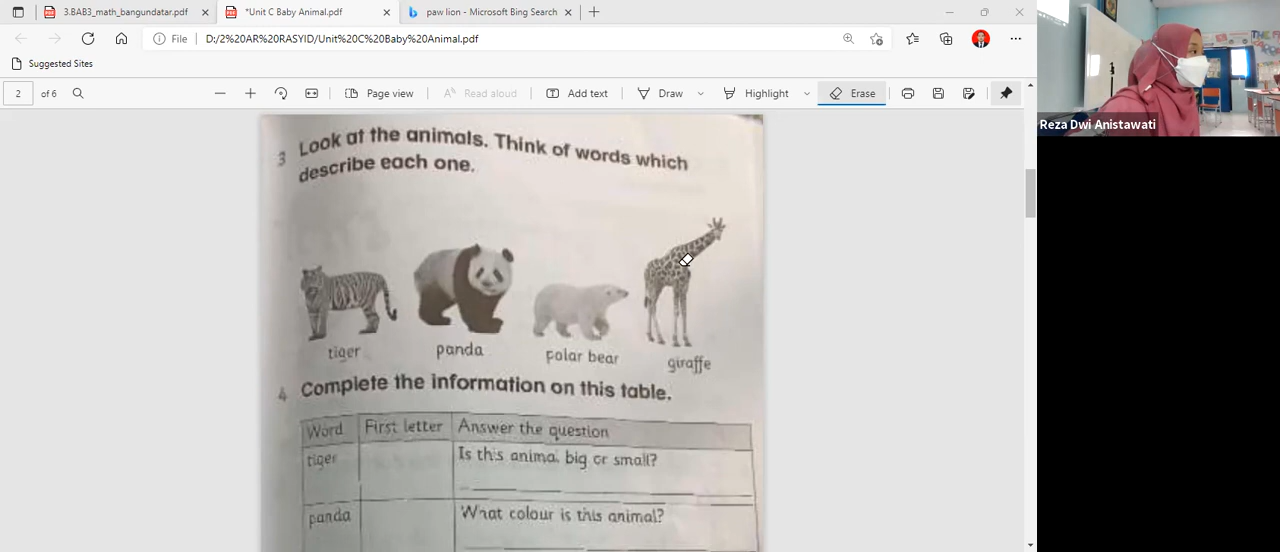 3.BAB3_math_bangundatar.pdf
*Unit C Baby Animal.pdf
paw lion - Microsoft Bing Search
File
D:/2%20AR%20RASYID/Unit%20C%20Baby%20Animal.pdf
Suggested Sites
2 of 6
Page view
Read aloud
Add text
Draw
Highlight
Erase
Reza Dwi Anistawati
3 Look at the animals. Think of words which
describe each one.
tiger
panda
polar bear
giraffe
4 Complete the information on this table.
Word First letter Answer the question
tiger Is this animal big or small?
panda What colour is this animal?